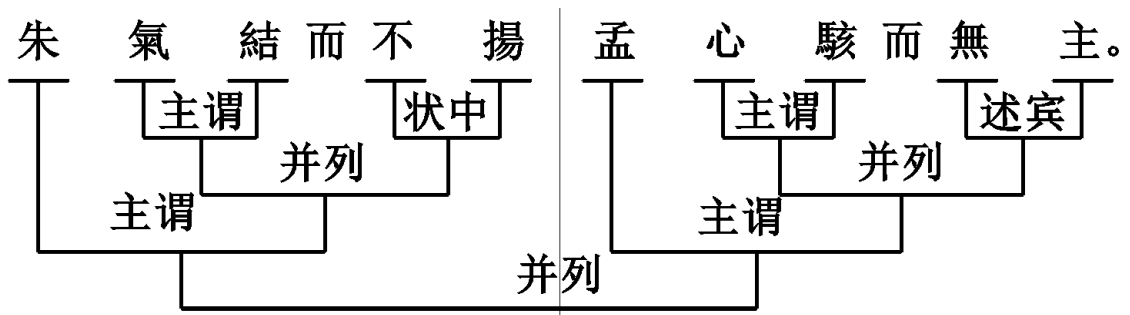 朱氣結而不揚 孟心駭而無主。
主谓 状中 主谓 述宾
并列 并列
主谓 主谓
并列